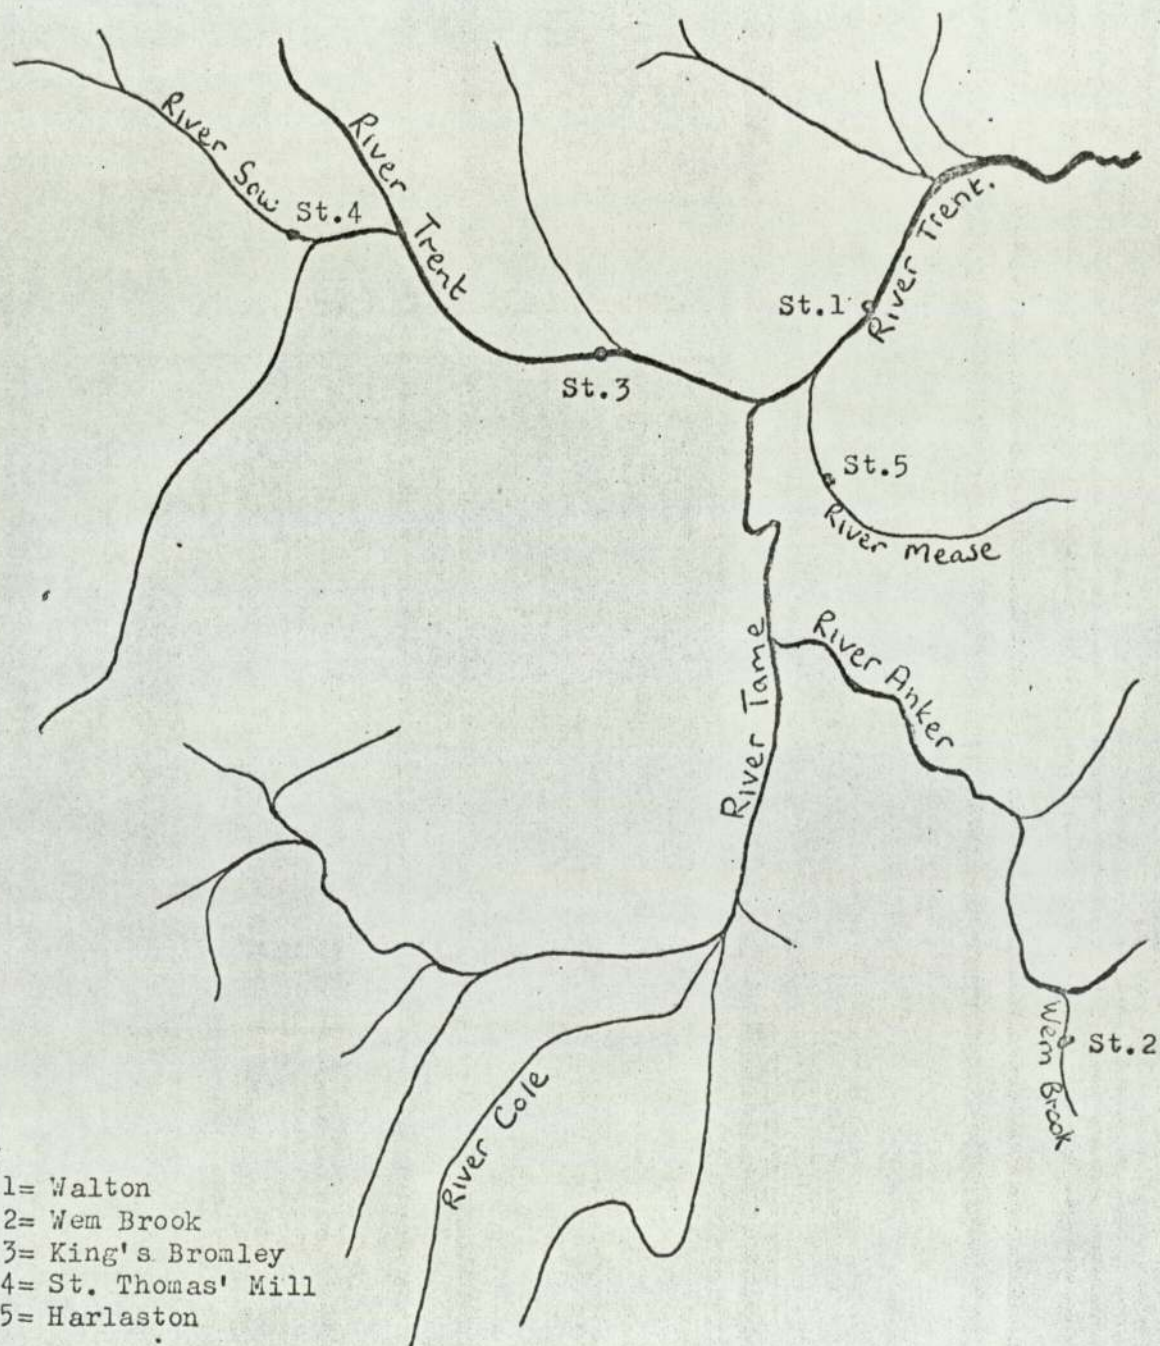 River Sow
River Trent
St.4
River Trent.
St.1
St.3
St.5
River Mease
River Tame
River Anker
Wem Brook
St.2
River Cole
1= Walton
2= Wem Brook
3= King's Bromley
4= St. Thomas' Mill
5= Harlaston